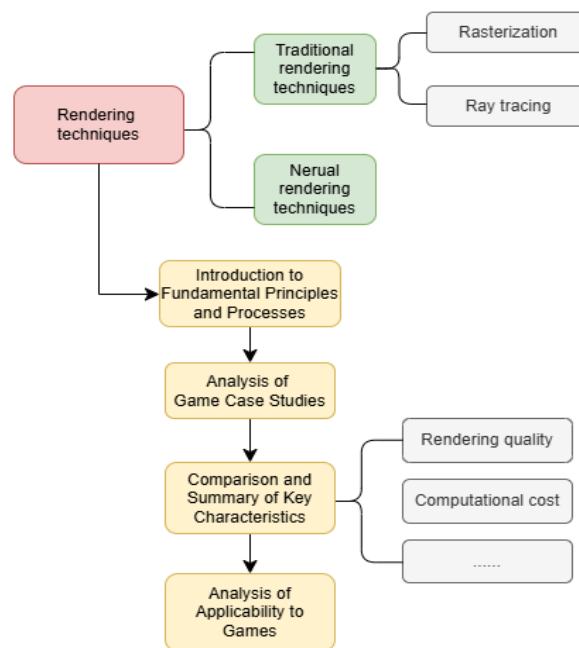 Traditional
rendering
techniques
Rasterization
Ray tracing
Rendering
techniques
Nerual
rendering
techniques
Introduction to
Fundamental Principles
and Processes
Analysis of
Game Case Studies
Comparison and
Summary of Key
Characteristics
Rendering quality
Computational cost
......
Analysis of
Applicability to
Games